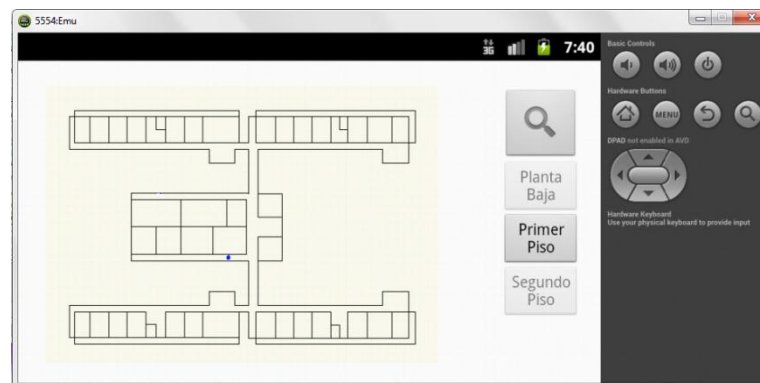 5554:Emu
3G
7:40
Planta
Baja
Primer
Piso
Segundo
Piso
Basic Controls
Hardware Buttons
MENU
DPAD not enabled in AVD
Hardware Keyboard
Use your physical keyboard to provide input